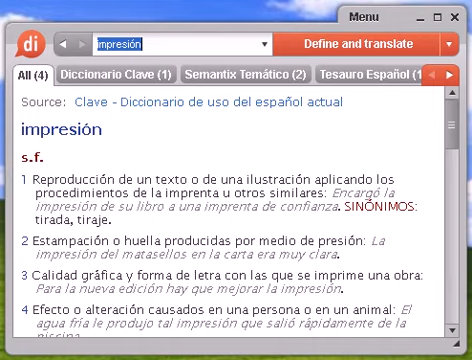 Menu
di
impresión
Define and translate
All (4)
Diccionario Clave (1)
Semantix Temático (2)
Tesauro Español (1
Source: Clave - Diccionario de uso del español actual
impresión
s.f.
1 Reproducción de un texto o de una ilustración aplicando los
procedimientos de la imprenta u otros similares: Encargó la
impresión de su libro a una imprenta de confianza. SINÓNIMOS:
tirada, tiraje.
2 Estampación o huella producidas por medio de presión: La
impresión del matasellos en la carta era muy clara.
3 Calidad gráfica y forma de letra con las que se imprime una obra:
Para la nueva edición hay que mejorar la impresión.
4 Efecto o alteración causados en una persona o en un animal: El
agua fría le produjo tal impresión que salió rápidamente de la
piscina.